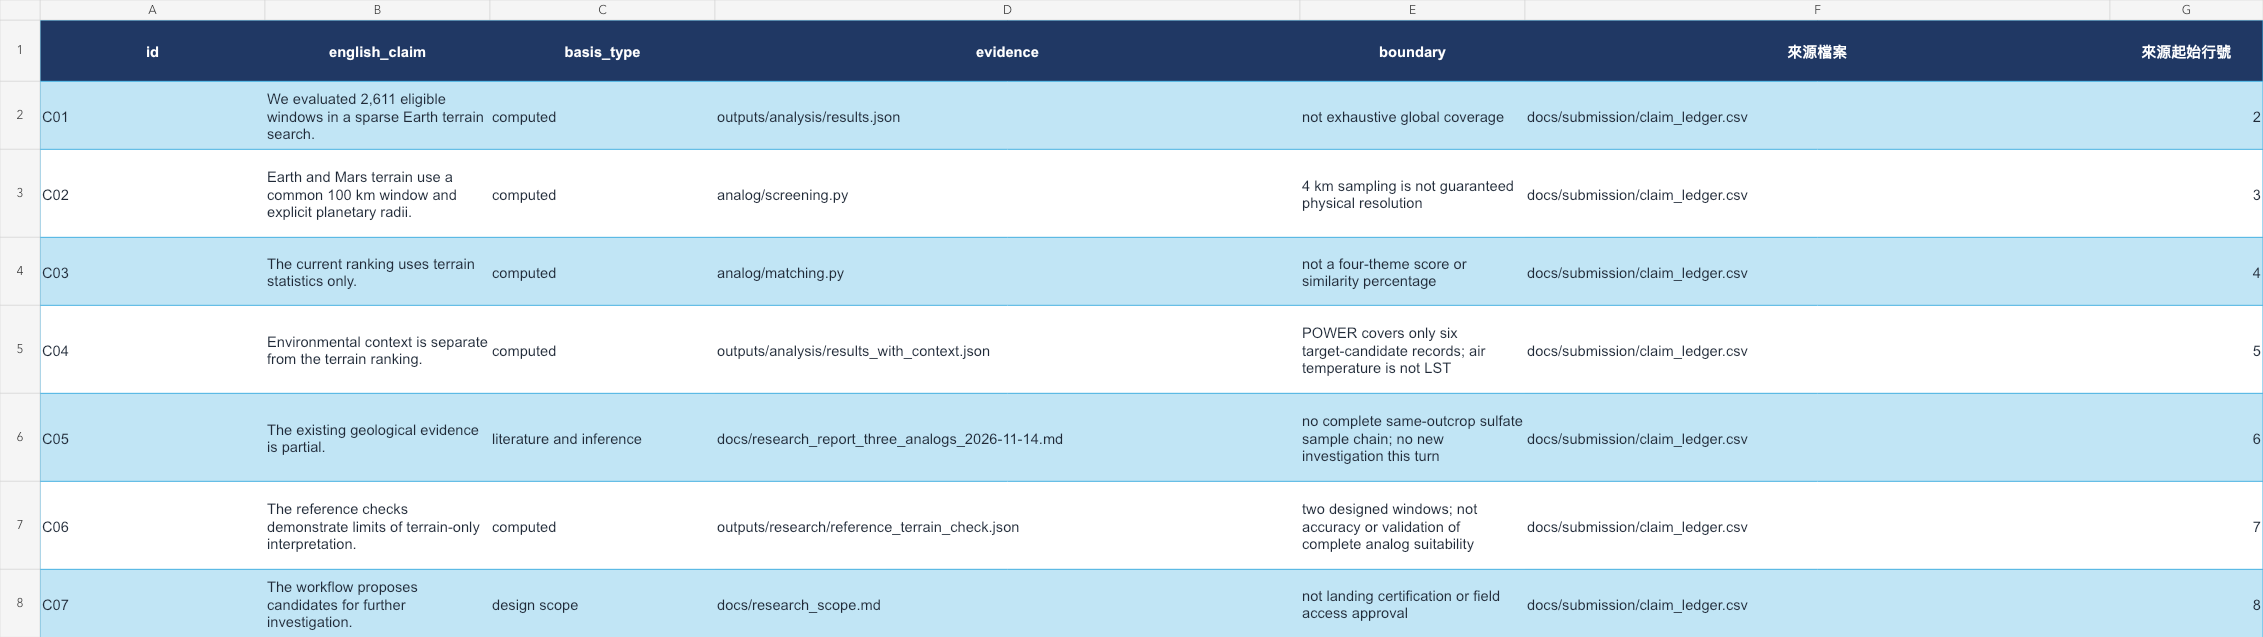 A B C D E F G
1 id english_claim basis_type evidence boundary 來源檔案 來源起始行號
2 C01 We evaluated 2,611 eligible
windows in a sparse Earth terrain
search. computed outputs/analysis/results.json not exhaustive global coverage docs/submission/claim_ledger.csv 2
3 C02 Earth and Mars terrain use a
common 100 km window and
explicit planetary radii. computed analog/screening.py 4 km sampling is not guaranteed
physical resolution docs/submission/claim_ledger.csv 3
4 C03 The current ranking uses terrain
statistics only. computed analog/matching.py not a four-theme score or
similarity percentage docs/submission/claim_ledger.csv 4
5 C04 Environmental context is separate
from the terrain ranking. computed outputs/analysis/results_with_context.json POWER covers only six
target-candidate records; air
temperature is not LST docs/submission/claim_ledger.csv 5
6 C05 The existing geological evidence
is partial. literature and inference docs/research_report_three_analogs_2026-11-14.md no complete same-outcrop sulfate
sample chain; no new
investigation this turn docs/submission/claim_ledger.csv 6
7 C06 The reference checks
demonstrate limits of terrain-only
interpretation. computed outputs/research/reference_terrain_check.json two designed windows; not
accuracy or validation of
complete analog suitability docs/submission/claim_ledger.csv 7
8 C07 The workflow proposes
candidates for further
investigation. design scope docs/research_scope.md not landing certification or field
access approval docs/submission/claim_ledger.csv 8